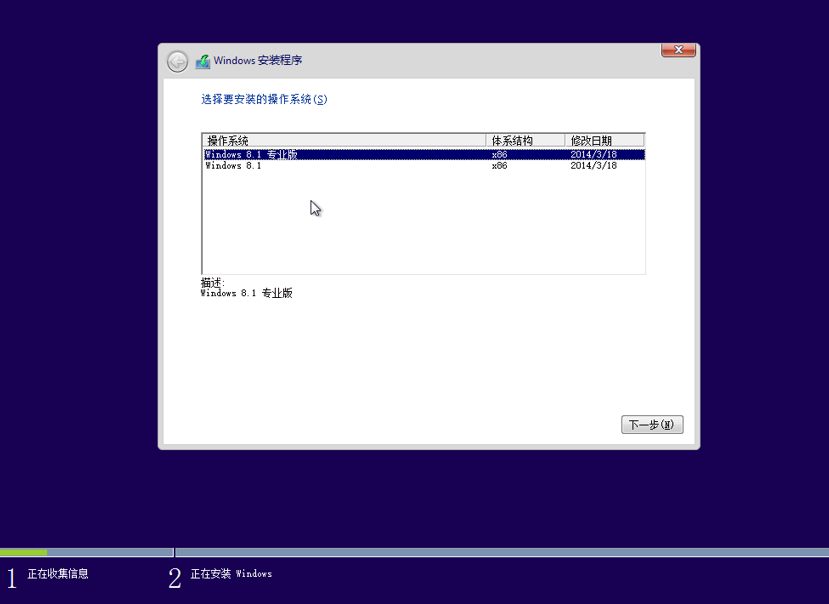 Windows 安装程序
选择要安装的操作系统(S)
操作系统 体系结构 修改日期
Windows 8.1 专业版 x86 2014/3/18
Windows 8.1 x86 2014/3/18
描述:
Windows 8.1 专业版
下一步(N)
1 正在收集信息 2 正在安装 Windows